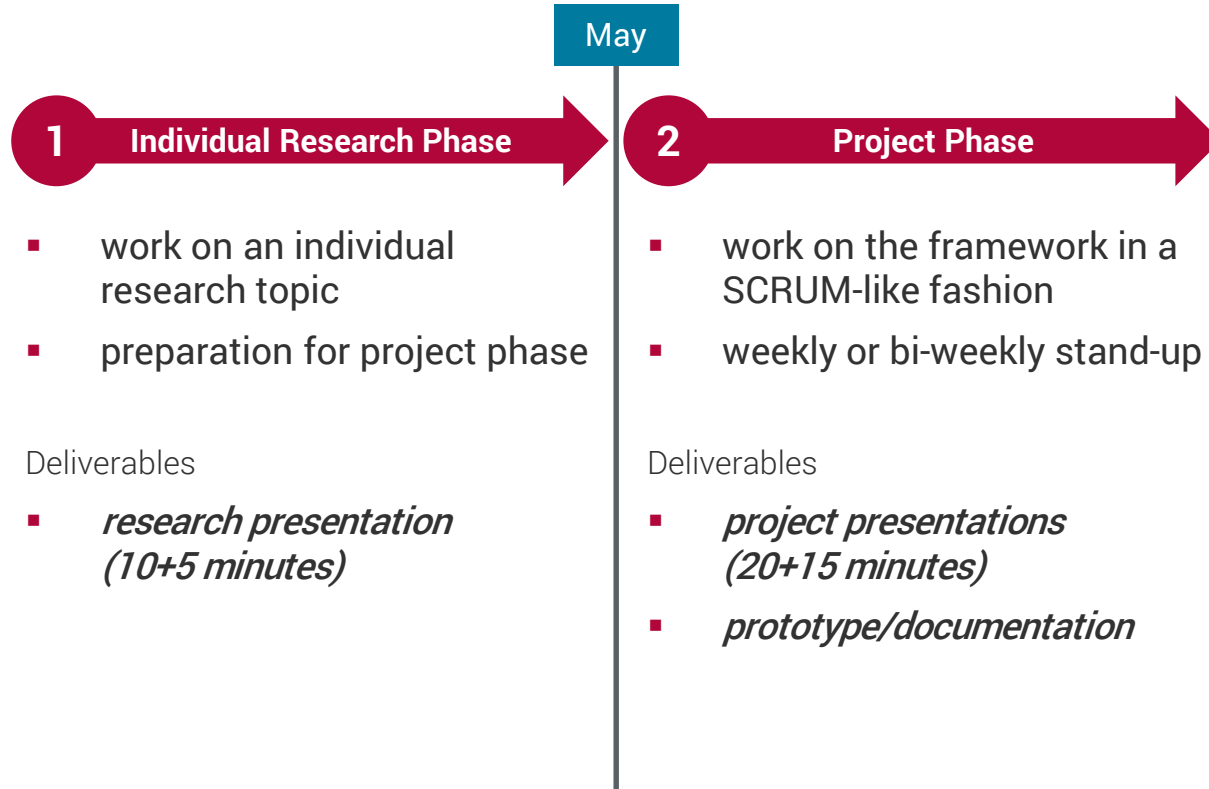 May
1
Individual Research Phase
▪ work on an individual
research topic
▪ preparation for project phase
Deliverables
▪ research presentation
(10+5 minutes)
2
Project Phase
▪ work on the framework in a
SCRUM-like fashion
▪ weekly or bi-weekly stand-up
Deliverables
▪ project presentations
(20+15 minutes)
▪ prototype/documentation